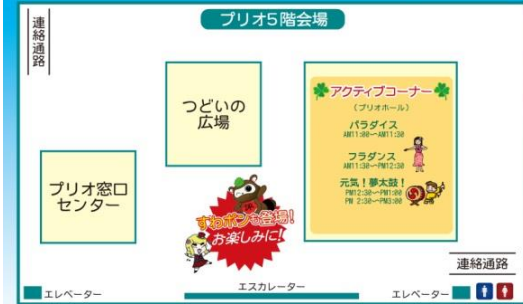 プリオ5階会場
連絡通路
つどいの
広場
アクティブコーナー
(プリオホール)
パラダイス
AM11:00〜AM11:30
フラダンス
AM11:30〜PM12:30
元気!夢太鼓!
PM12:30〜PM1:00
PM 2:30〜PM3:00
プリオ窓口
センター
すわポンも登場!
お楽しみに!
連絡通路
エレベーター
エスカレーター
エレベーター